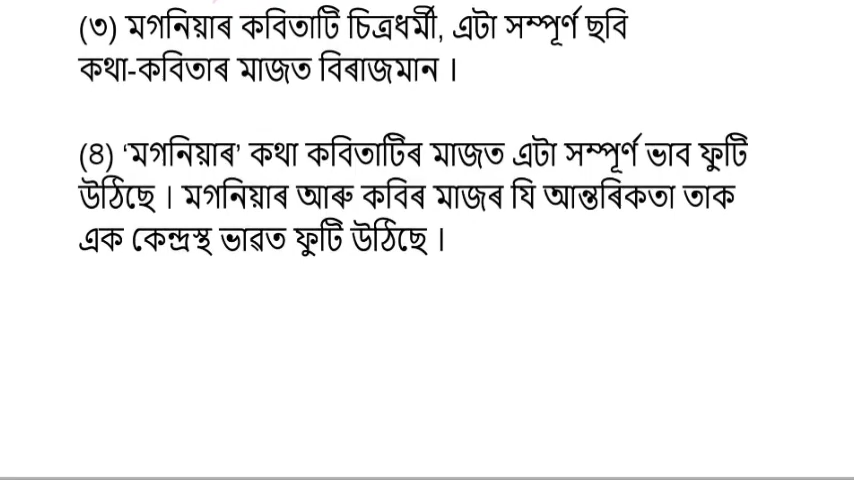 (৩) মগনিয়াৰ কবিতাটি চিত্ৰধৰ্মী, এটা সম্পূৰ্ণ ছবি
কথা-কবিতাৰ মাজত বিৰাজমান ।
(৪) ‘মগনিয়াৰ’ কথা কবিতাটিৰ মাজত এটা সম্পূৰ্ণ ভাব ফুটি
উঠিছে । মগনিয়াৰ আৰু কবিৰ মাজৰ যি আন্তৰিকতা তাক
এক কেন্দ্ৰস্থ ভাৱত ফুটি উঠিছে ।